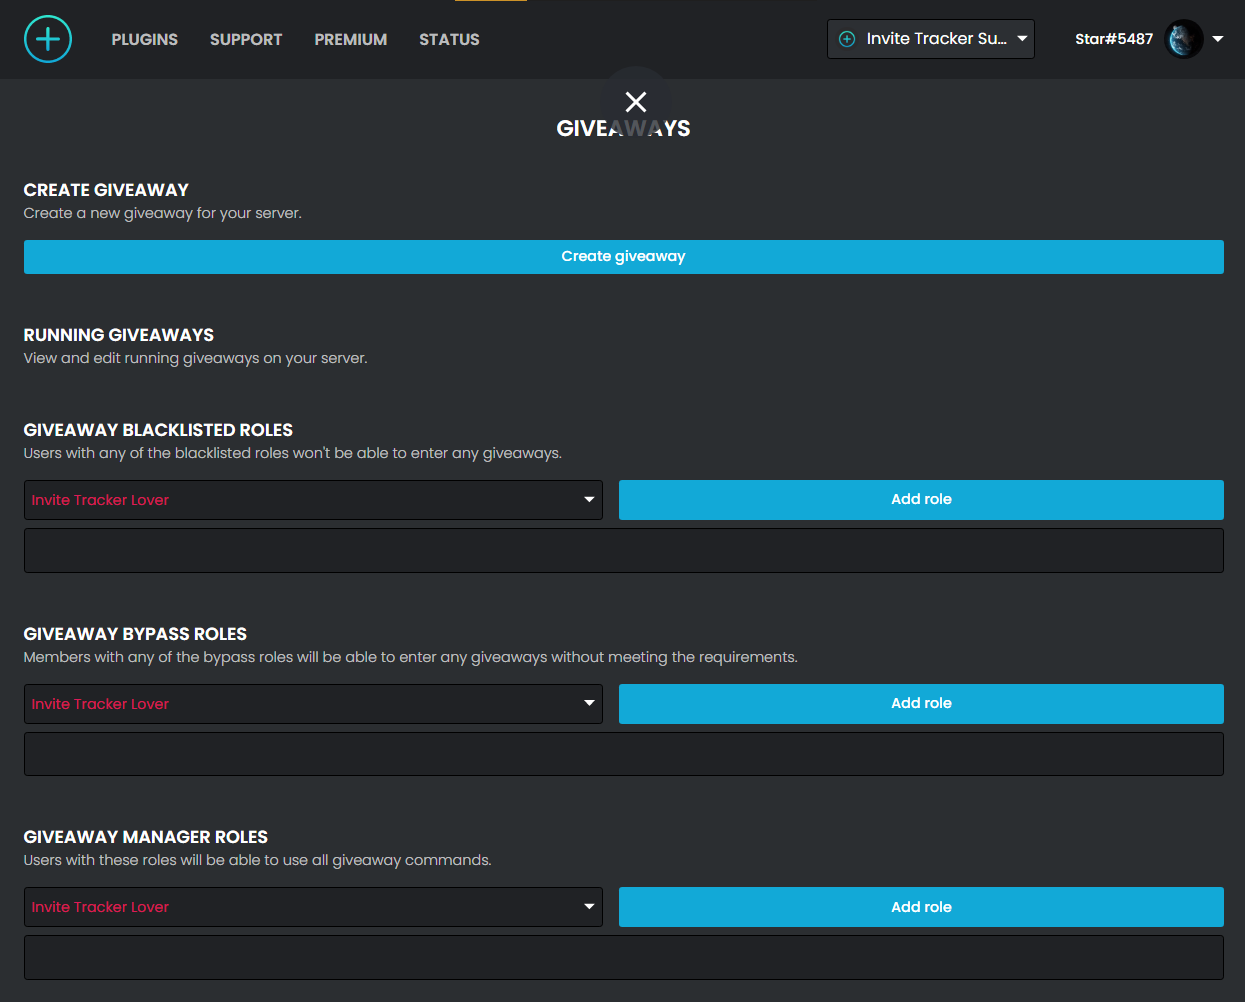 PLUGINS SUPPORT PREMIUM STATUS Invite Tracker Su... Star#5487
GIVEAWAYS
CREATE GIVEAWAY
Create a new giveaway for your server.
Create giveaway
RUNNING GIVEAWAYS
View and edit running giveaways on your server.
GIVEAWAY BLACKLISTED ROLES
Users with any of the blacklisted roles won't be able to enter any giveaways.
Invite Tracker Lover Add role
GIVEAWAY BYPASS ROLES
Members with any of the bypass roles will be able to enter any giveaways without meeting the requirements.
Invite Tracker Lover Add role
GIVEAWAY MANAGER ROLES
Users with these roles will be able to use all giveaway commands.
Invite Tracker Lover Add role